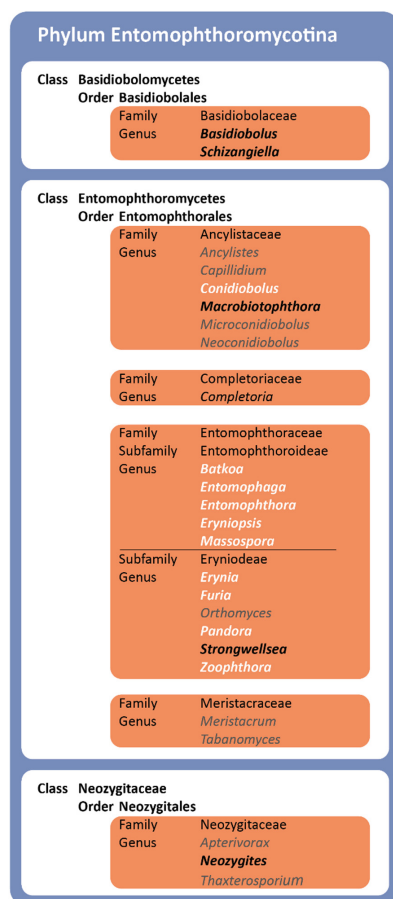 Phylum Entomophthoromycotina
Class Basidiobolomycetes
Order Basidiobolales
Family Basidiobolaceae
Genus Basidiobolus
Schizangiella
Class Entomophthoromycetes
Order Entomophthorales
Family Ancylistaceae
Genus Ancylistes
Capillidium
Conidiobolus
Macrobiotophthora
Microconidiobolus
Neoconidiobolus
Family Completoriaceae
Genus Completoria
Family Entomophthoraceae
Subfamily Entomophthoroideae
Genus Batkoa
Entomophaga
Entomophthora
Eryniopsis
Massospora
Subfamily Eryniodeae
Genus Erynia
Furia
Orthomyces
Pandora
Strongwellsea
Zoophthora
Family Meristacraceae
Genus Meristacrum
Tabanomyces
Class Neozygitaceae
Order Neozygitales
Family Neozygitaceae
Genus Apterivorax
Neozygites
Thaxterosporium